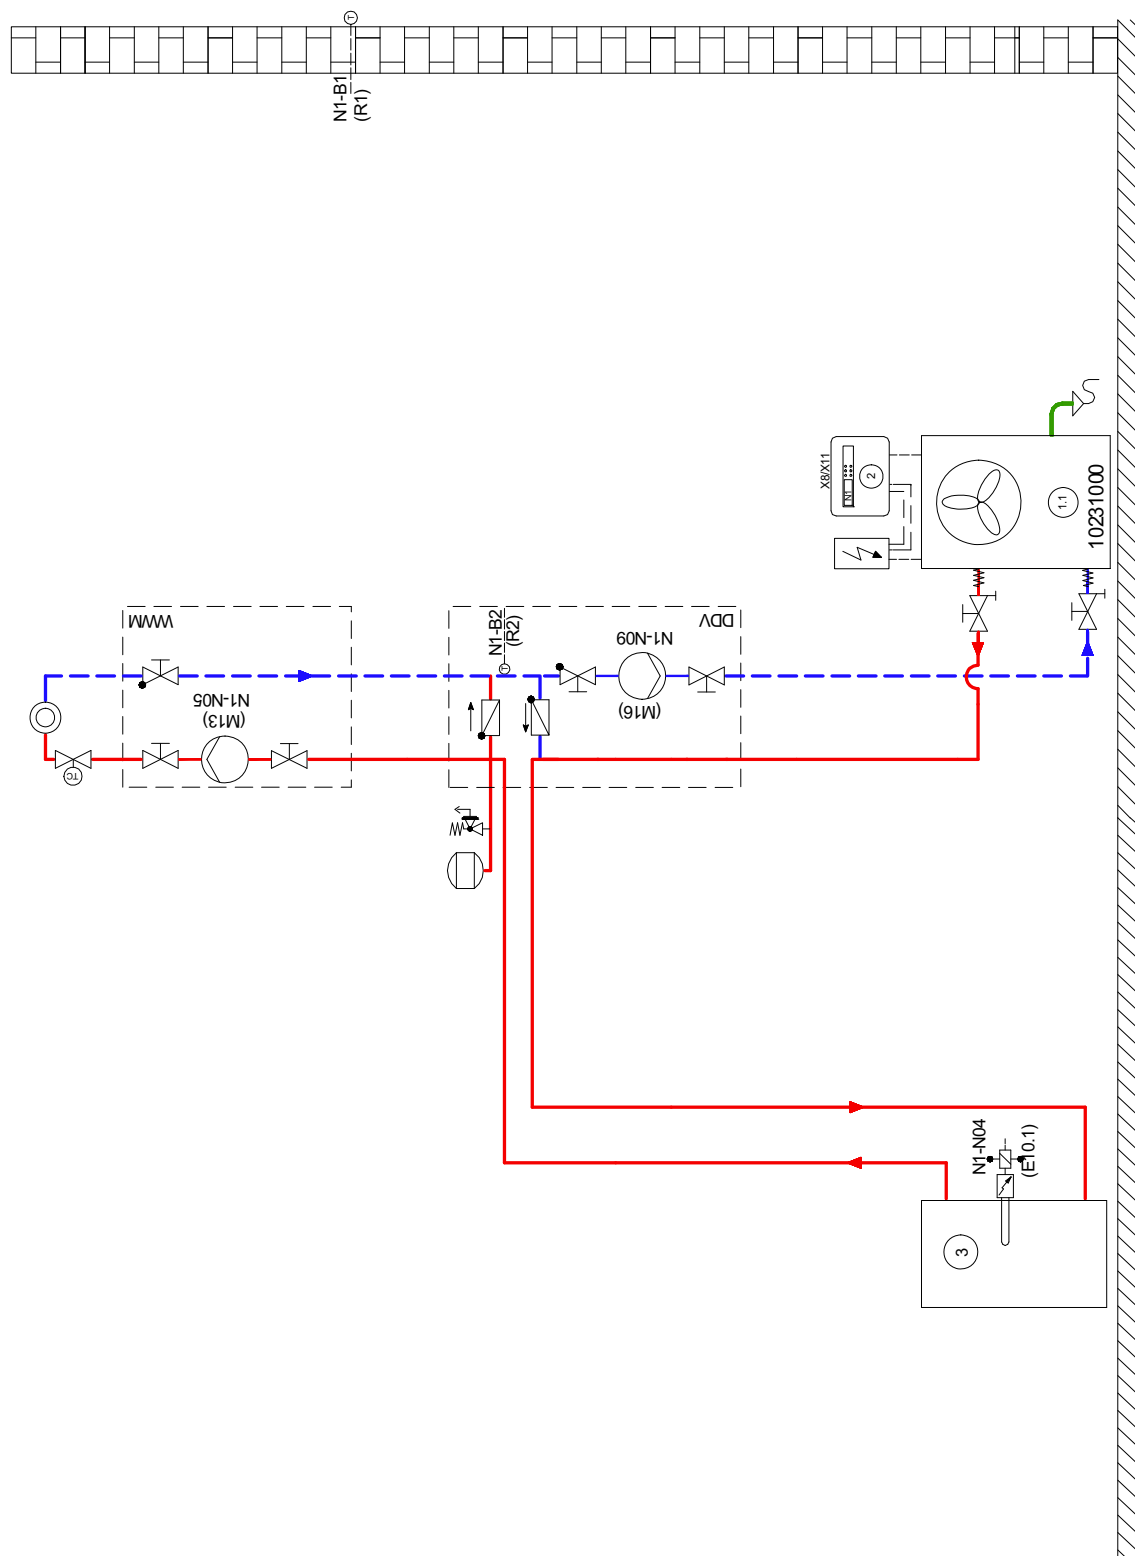 T
N1-B1
(R1)
X8/X11
N1
2
1.1
10231000
WWM
N1-N05
(M13)
TC
N1-B2
(R2)
T
DDV
N1-N09
(M16)
N1-N04
(E10.1)
3